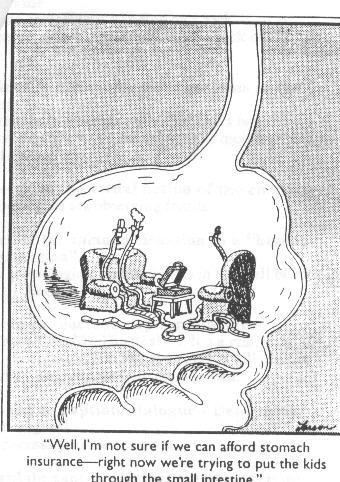 Larson
"Well, I'm not sure if we can afford stomach
insurance—right now we're trying to put the kids
through the small intestine."